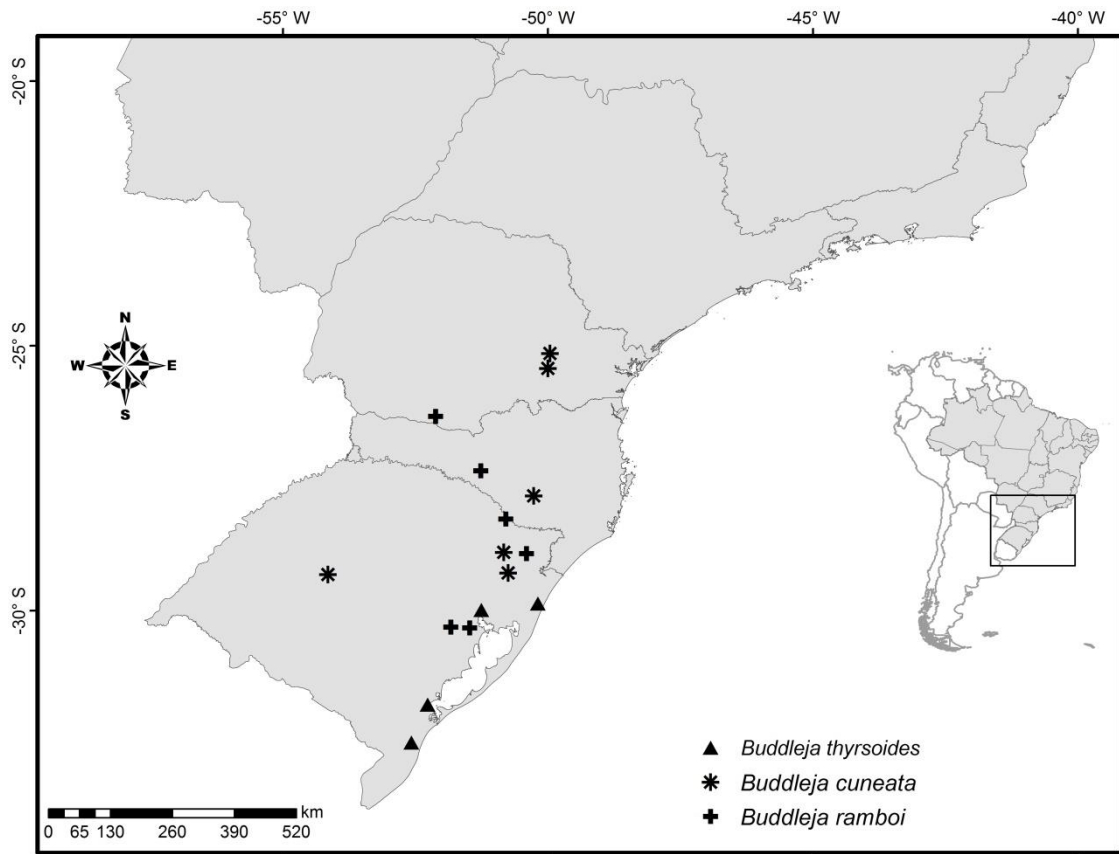 -55° W -50° W -45° W -40° W
-20° S
-25° S
-30° S
N
W E
S
Buddleja thyrsoides
Buddleja cuneata
Buddleja ramboi
km
0 65 130 260 390 520